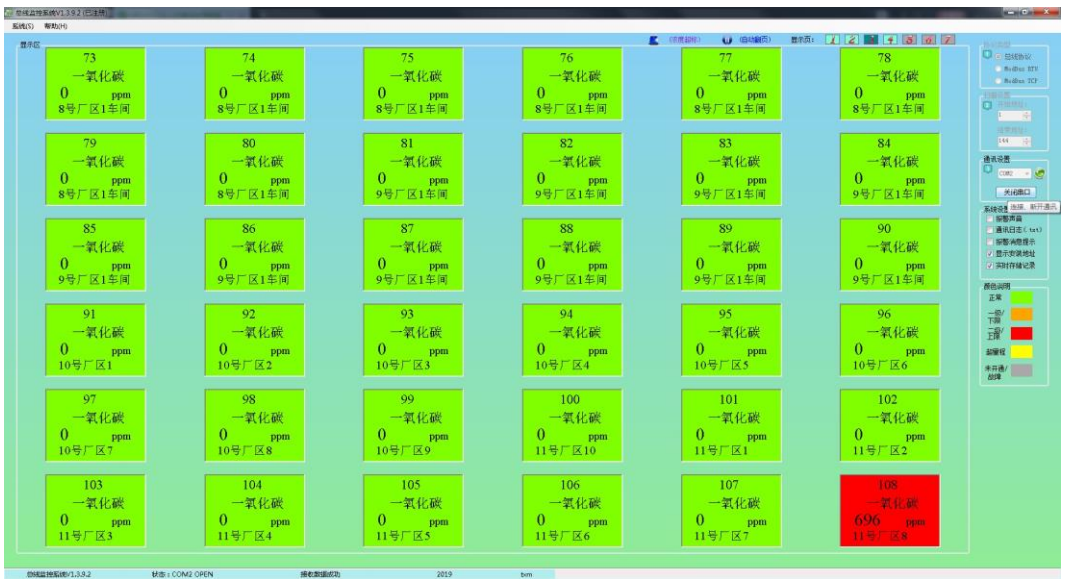 总线监控系统V1.3.9.2 (已注册)
系统(S) 帮助(H)
显示区
(浓度超标) (自动翻页) 显示页: 1 2 3 4 5 6 7
73
一氧化碳
0 ppm
8号厂区1车间
74
一氧化碳
0 ppm
8号厂区1车间
75
一氧化碳
0 ppm
8号厂区1车间
76
一氧化碳
0 ppm
8号厂区1车间
77
一氧化碳
0 ppm
8号厂区1车间
78
一氧化碳
0 ppm
8号厂区1车间
79
一氧化碳
0 ppm
8号厂区1车间
80
一氧化碳
0 ppm
8号厂区1车间
81
一氧化碳
0 ppm
9号厂区1车间
82
一氧化碳
0 ppm
9号厂区1车间
83
一氧化碳
0 ppm
9号厂区1车间
84
一氧化碳
0 ppm
9号厂区1车间
85
一氧化碳
0 ppm
9号厂区1车间
86
一氧化碳
0 ppm
9号厂区1车间
87
一氧化碳
0 ppm
9号厂区1车间
88
一氧化碳
0 ppm
9号厂区1车间
89
一氧化碳
0 ppm
9号厂区1车间
90
一氧化碳
0 ppm
9号厂区1车间
91
一氧化碳
0 ppm
10号厂区1
92
一氧化碳
0 ppm
10号厂区2
93
一氧化碳
0 ppm
10号厂区3
94
一氧化碳
0 ppm
10号厂区4
95
一氧化碳
0 ppm
10号厂区5
96
一氧化碳
0 ppm
10号厂区6
97
一氧化碳
0 ppm
10号厂区7
98
一氧化碳
0 ppm
10号厂区8
99
一氧化碳
0 ppm
10号厂区9
100
一氧化碳
0 ppm
11号厂区10
101
一氧化碳
0 ppm
11号厂区1
102
一氧化碳
0 ppm
11号厂区2
103
一氧化碳
0 ppm
11号厂区3
104
一氧化碳
0 ppm
11号厂区4
105
一氧化碳
0 ppm
11号厂区5
106
一氧化碳
0 ppm
11号厂区6
107
一氧化碳
0 ppm
11号厂区7
108
一氧化碳
696 ppm
11号厂区8
总线协议
ModBus RTU
ModBus TCP
通讯设置
COM2
关闭串口
连接、断开通讯
系统设
报警声音
通讯日志(txt)
报警消息提示
显示安装地址
实时存储记录
颜色说明
正常
一级/
下限
二级/
上限
超量程
未开通/
故障
总线监控系统V1.3.9.2 状态:COM2 OPEN 接收数据成功 2019 txrx